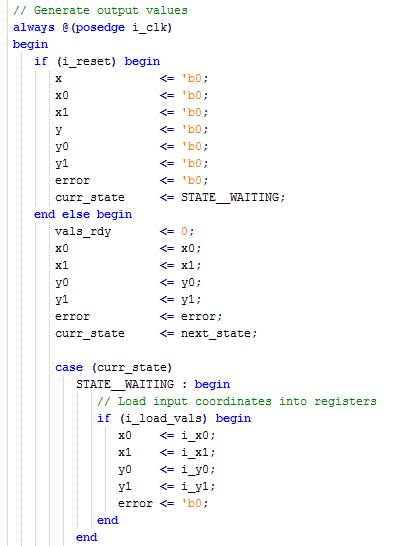 // Generate output values
always @(posedge i_clk)
begin
if (i_reset) begin
x <= 'b0;
x0 <= 'b0;
x1 <= 'b0;
y <= 'b0;
y0 <= 'b0;
y1 <= 'b0;
error <= 'b0;
curr_state <= STATE__WAITING;
end else begin
vals_rdy <= 0;
x0 <= x0;
x1 <= x1;
y0 <= y0;
y1 <= y1;
error <= error;
curr_state <= next_state;
case (curr_state)
STATE__WAITING : begin
// Load input coordinates into registers
if (i_load_vals) begin
x0 <= i_x0;
x1 <= i_x1;
y0 <= i_y0;
y1 <= i_y1;
error <= 'b0;
end
end